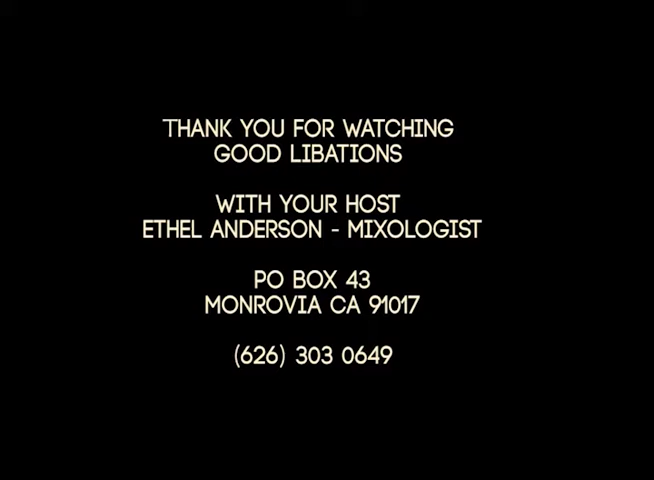 THANK YOU FOR WATCHING
GOOD LIBATIONS
WITH YOUR HOST
ETHEL ANDERSON - MIXOLOGIST
PO BOX 43
MONROVIA CA 91017
(626) 303 0649